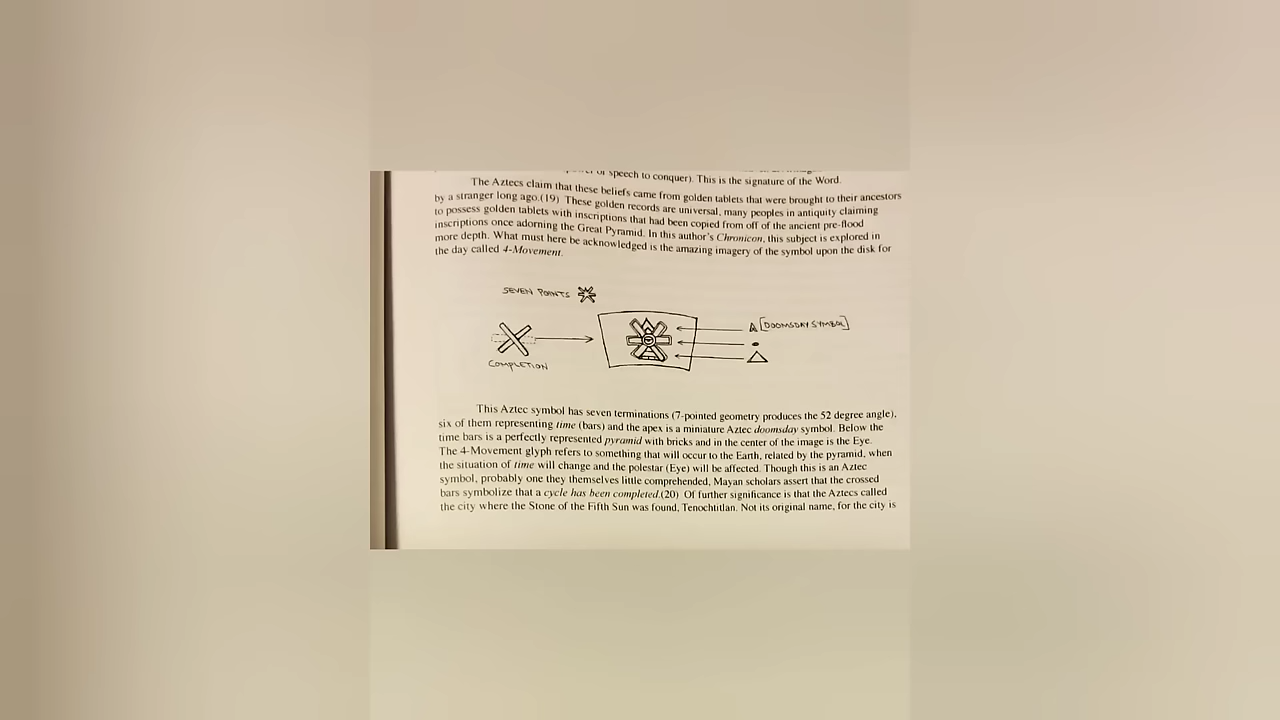 of speech to conquer). This is the signature of the Word.
The Aztecs claim that these beliefs came from golden tablets that were brought to their ancestors
by a stranger long ago.(19) These golden records are universal, many peoples in antiquity claiming
to possess golden tablets with inscriptions that had been copied from off of the ancient pre-flood
inscriptions once adorning the Great Pyramid. In this author's Chronicon, this subject is explored in
more depth. What must here be acknowledged is the amazing imagery of the symbol upon the disk for
the day called 4-Movement.
SEVEN POINTS
[DOOMSDAY SYMBOL]
COMPLETION
This Aztec symbol has seven terminations (7-pointed geometry produces the 52 degree angle),
six of them representing time (bars) and the apex is a miniature Aztec doomsday symbol. Below the
time bars is a perfectly represented pyramid with bricks and in the center of the image is the Eye.
The 4-Movement glyph refers to something that will occur to the Earth, related by the pyramid, when
the situation of time will change and the polestar (Eye) will be affected. Though this is an Aztec
symbol, probably one they themselves little comprehended, Mayan scholars assert that the crossed
bars symbolize that a cycle has been completed.(20) Of further significance is that the Aztecs called
the city where the Stone of the Fifth Sun was found, Tenochtitlan. Not its original name, for the city is